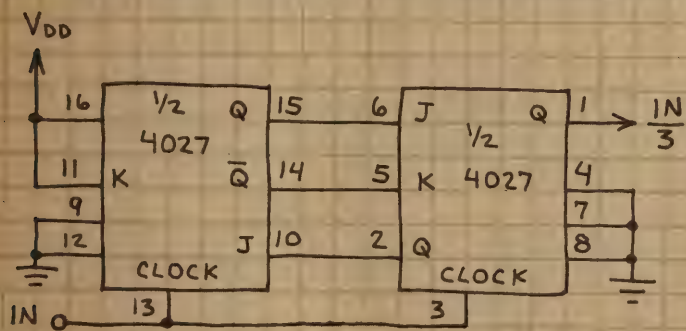 VDD
16 1/2 Q 15 6 J Q 1 IN/3
4027 1/2
11 K Q̅ 14 5 K 4027 4
9 7
12 J 10 2 Q 8
CLOCK CLOCK
IN 13 3